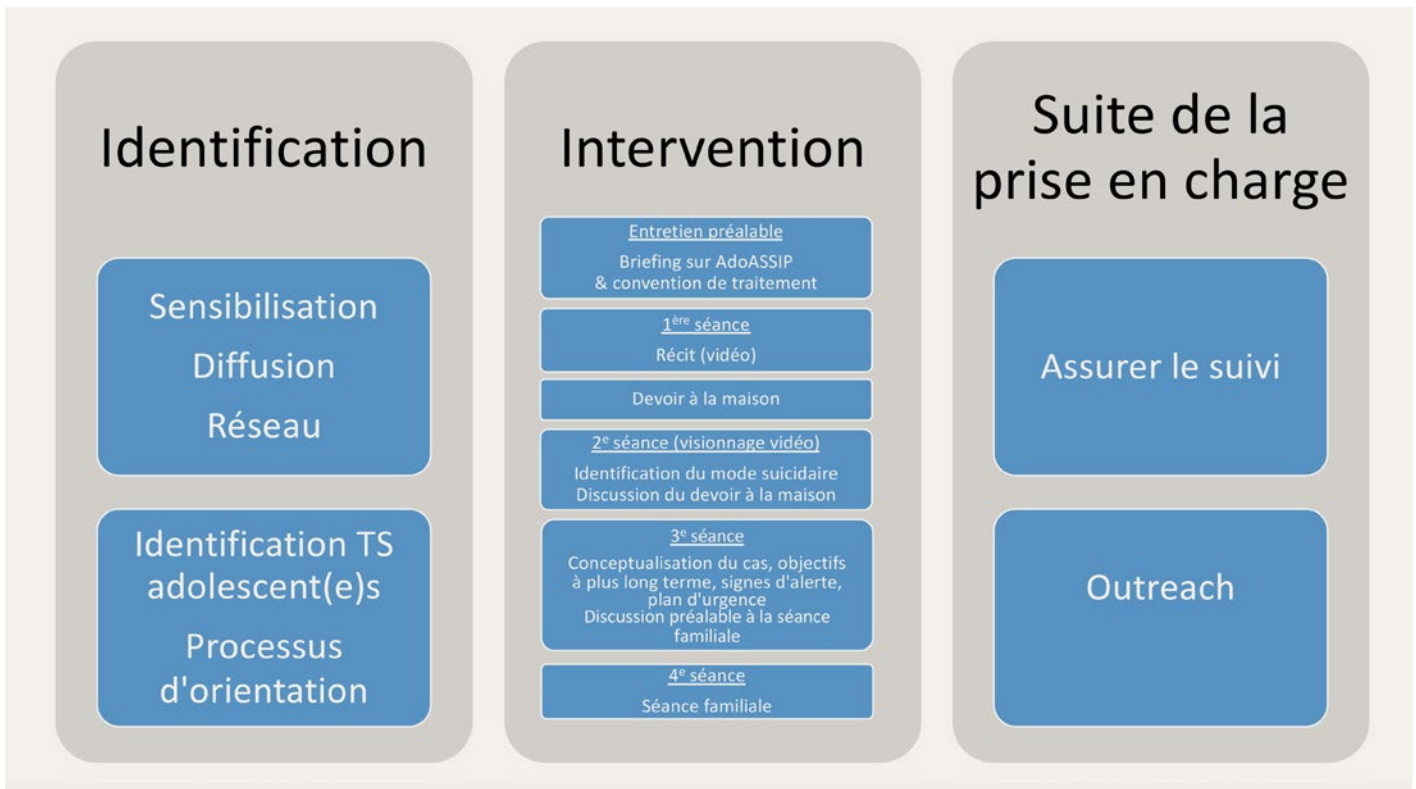 Identification
Sensibilisation
Diffusion
Réseau
Identification TS
adolescent(e)s
Processus
d'orientation
Intervention
Entretien préalable
Briefing sur AdoASSIP
& convention de traitement
1ère séance
Récit (vidéo)
Devoir à la maison
2e séance (visionnage vidéo)
Identification du mode suicidaire
Discussion du devoir à la maison
3e séance
Conceptualisation du cas, objectifs
à plus long terme, signes d'alerte,
plan d'urgence
Discussion préalable à la séance
familiale
4e séance
Séance familiale
Suite de la
prise en charge
Assurer le suivi
Outreach